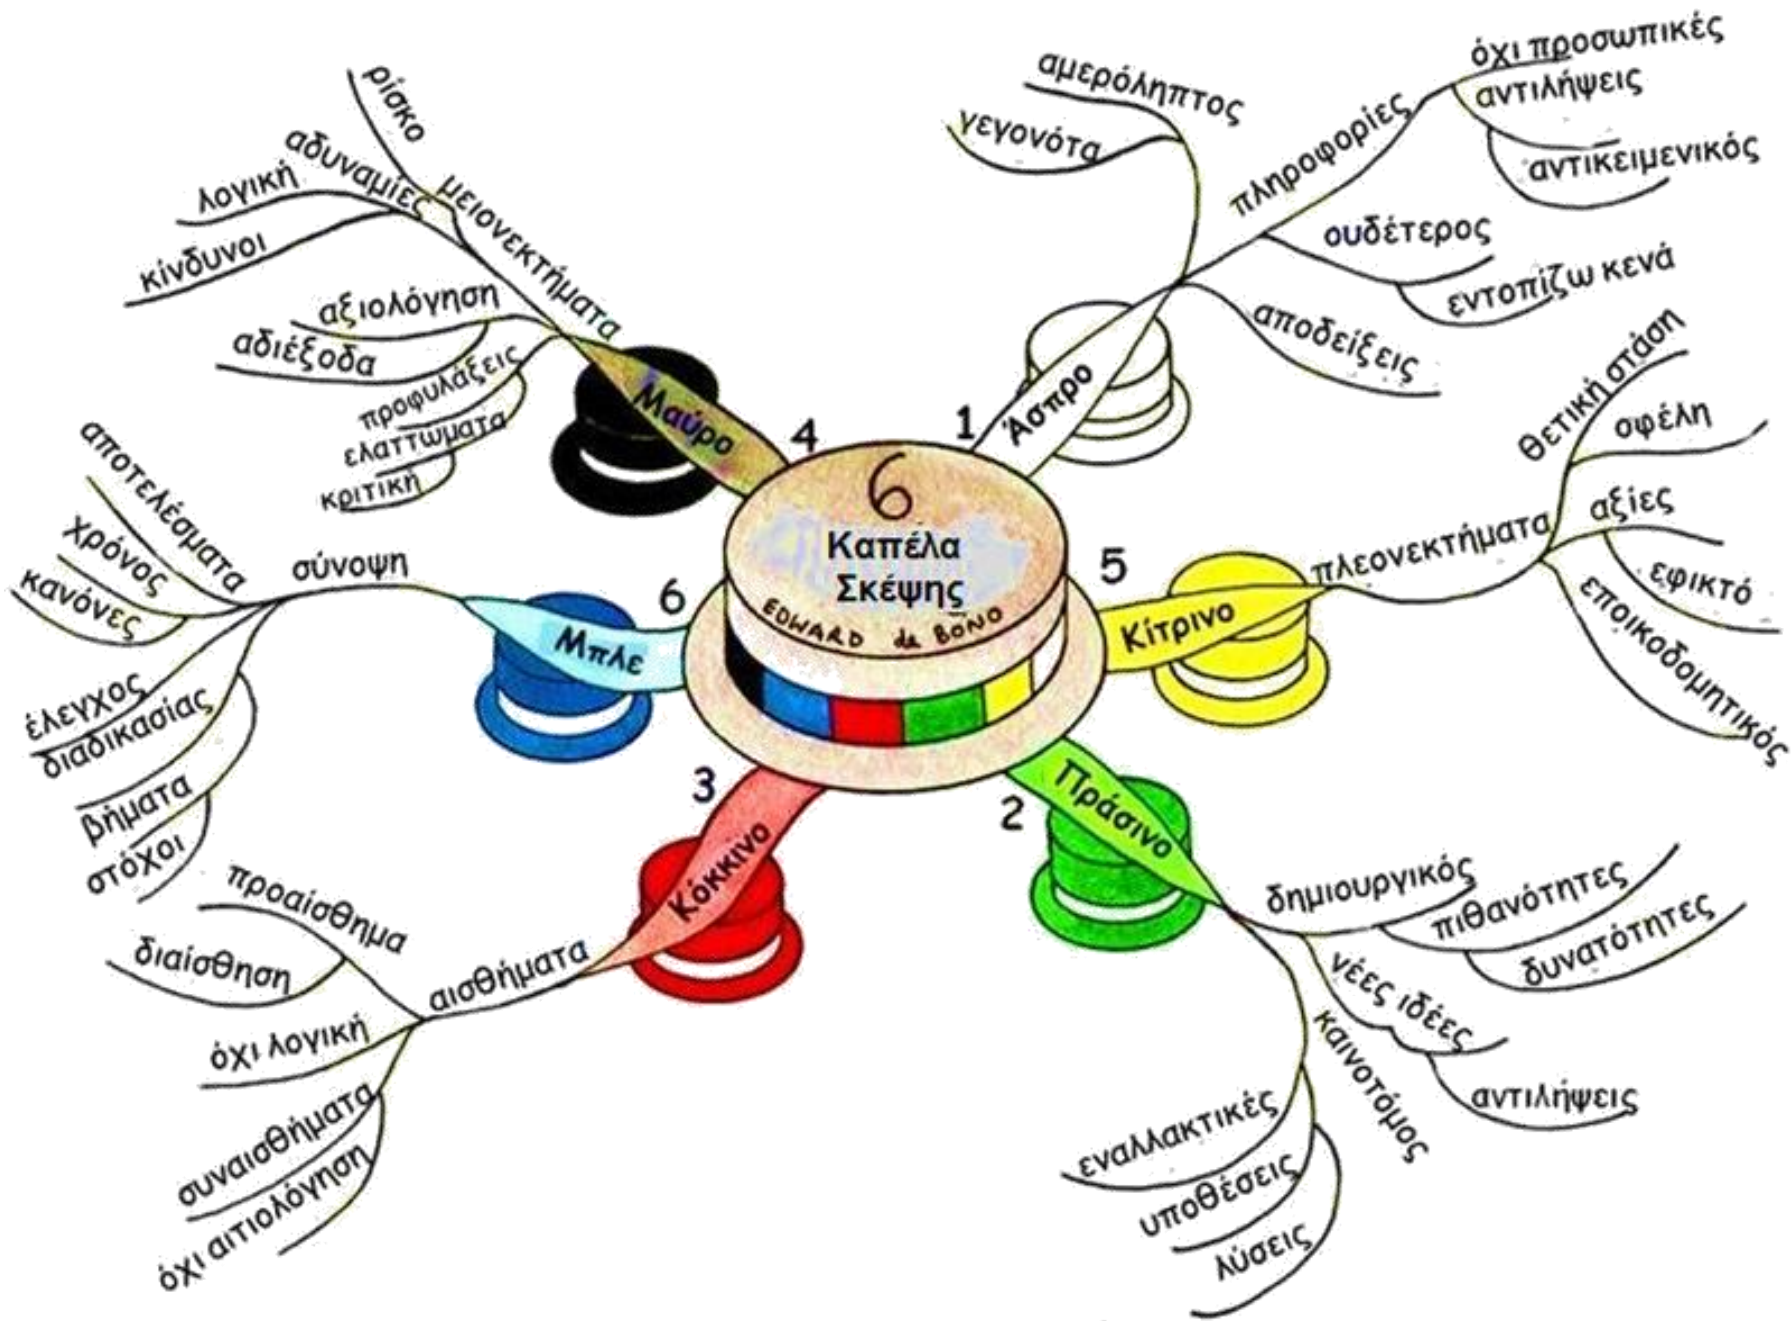 6
Καπέλα
Σκέψης
EDWARD de BONO
1
Άσπρο
αμερόληπτος
γεγονότα
πληροφορίες
όχι προσωπικές
αντιλήψεις
αντικειμενικός
ουδέτερος
εντοπίζω κενά
αποδείξεις
5
Κίτρινο
πλεονεκτήματα
θετική στάση
οφέλη
αξίες
εφικτό
εποικοδομητικός
2
Πράσινο
δημιουργικός
πιθανότητες
δυνατότητες
νέες ιδέες
αντιλήψεις
καινοτόμος
εναλλακτικές
υποθέσεις
λύσεις
3
Κόκκινο
αισθήματα
προαίσθημα
διαίσθηση
όχι λογική
συναισθήματα
όχι αιτιολόγηση
6
Μπλε
σύνοψη
αποτελέσματα
χρόνος
κανόνες
έλεγχος
διαδικασίας
βήματα
στόχοι
4
Μαύρο
μειονεκτήματα
ρίσκο
αδυναμίες
λογική
κίνδυνοι
αξιολόγηση
αδιέξοδα
προφυλάξεις
ελαττωματα
κριτική